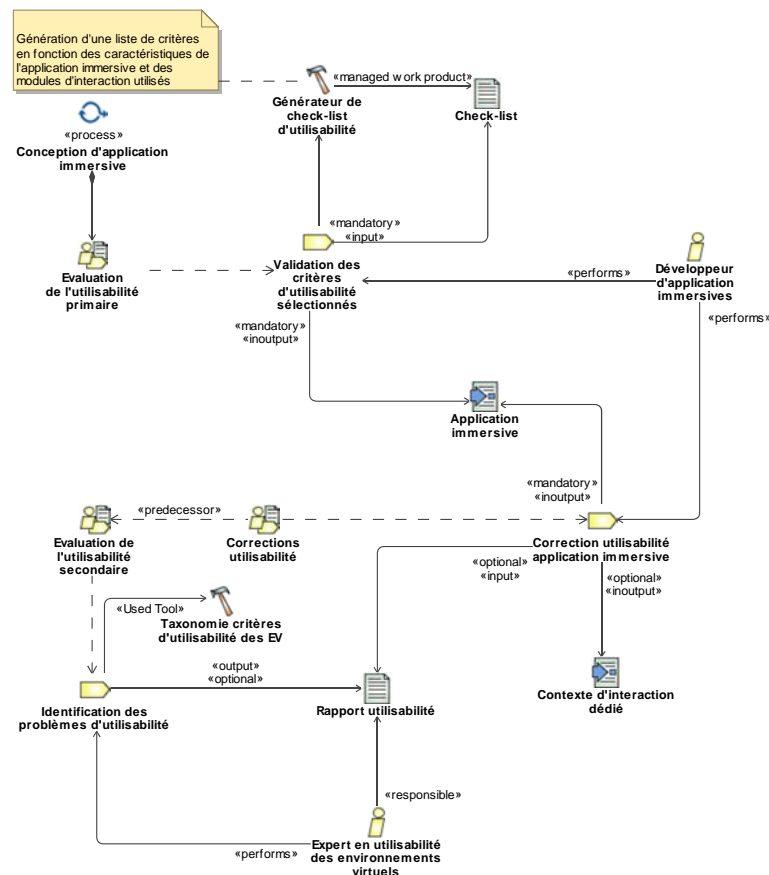 Génération d'une liste de critères
en fonction des caractéristiques de
l'application immersive et des
modules d'interaction utilisés
«managed work product»
Générateur de
check-list
d'utilisabilité
Check-list
«process»
Conception d'application
immersive
«mandatory»
«input»
Evaluation
de l'utilisabilité
primaire
Validation des
critères
d'utilisabilité
sélectionnés
«performs»
Développeur
d'application
immersives
«mandatory»
«inoutput»
«performs»
Application
immersive
«mandatory»
«inoutput»
«predecessor»
Evaluation de
l'utilisabilité
secondaire
Corrections
utilisabilité
Correction utilisabilité
application immersive
«optional»
«input»
«optional»
«inoutput»
«Used Tool»
Taxonomie critères
d'utilisabilité des EV
«output»
«optional»
Identification des
problèmes d'utilisabilité
Rapport utilisabilité
Contexte d'interaction
dédié
«responsible»
Expert en utilisabilité
des environnements
virtuels
«performs»